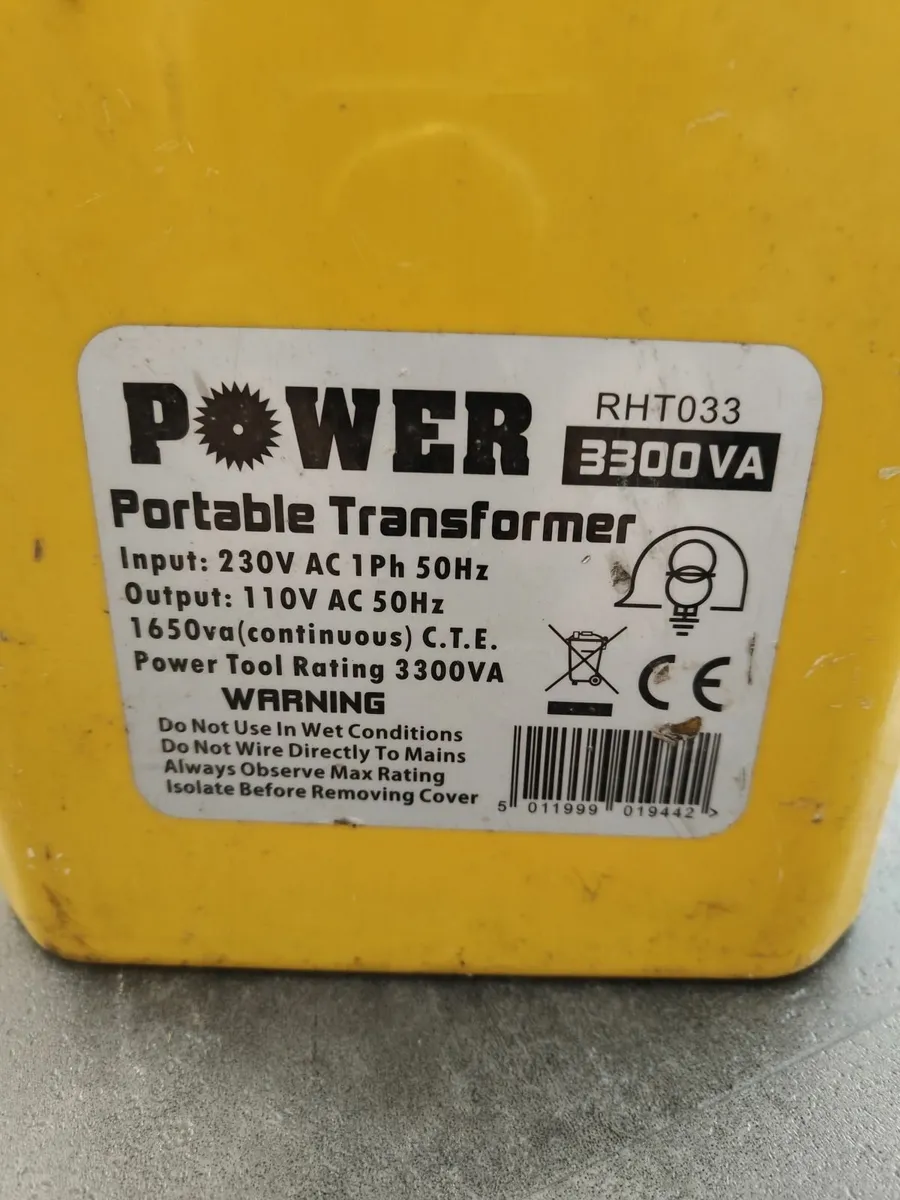 POWER
RHT033
3300VA
Portable Transformer
Input: 230V AC 1Ph 50Hz
Output: 110V AC 50Hz
1650va(continuous) C.T.E.
Power Tool Rating 3300VA
WARNING
Do Not Use In Wet Conditions
Do Not Wire Directly To Mains
Always Observe Max Rating
Isolate Before Removing Cover
CE
5 011999 019442 >